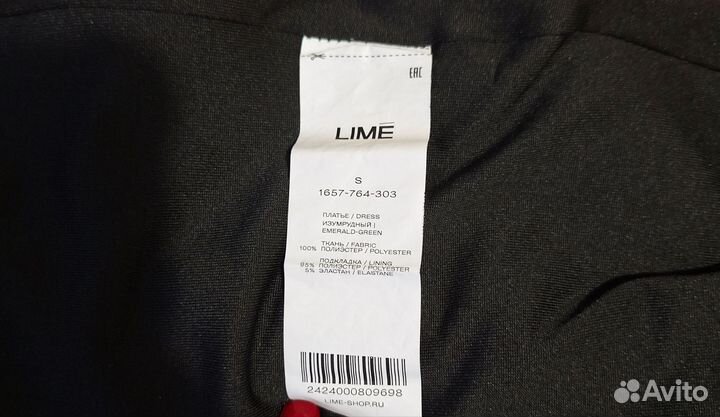 EAC
LIMĒ
S
1657-764-303
ПЛАТЬЕ / DRESS
ИЗУМРУДНЫЙ |
EMERALD-GREEN
ТКАНЬ / FABRIC
100% ПОЛИЭСТЕР / POLYESTER
ПОДКЛАДКА / LINING
95% ПОЛИЭСТЕР / POLYESTER
5% ЭЛАСТАН / ELASTANE
2424000809698
LIME-SHOP.RU
Avito